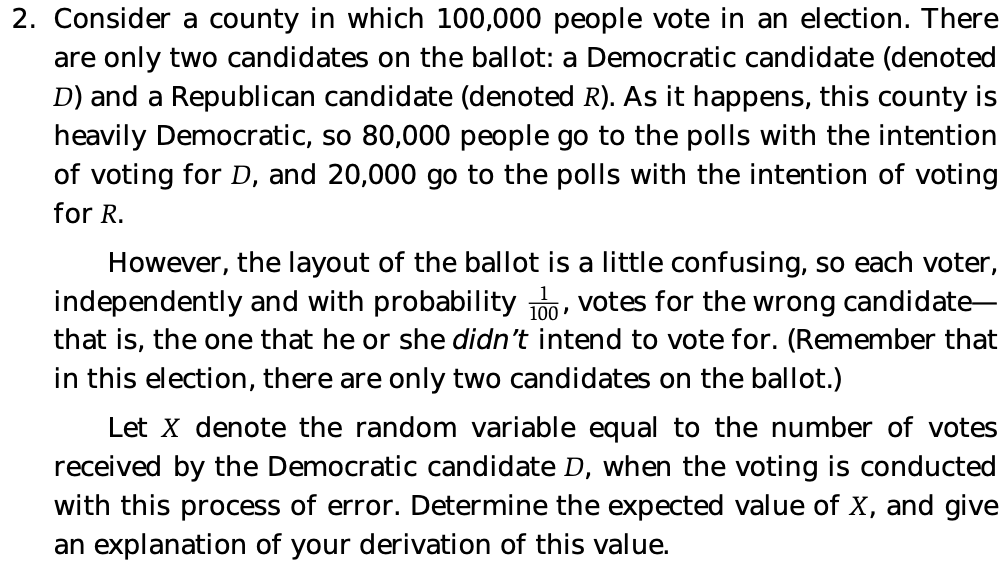 2. Consider a county in which 100,000 people vote in an election. There
are only two candidates on the ballot: a Democratic candidate (denoted
D) and a Republican candidate (denoted R). As it happens, this county is
heavily Democratic, so 80,000 people go to the polls with the intention
of voting for D, and 20,000 go to the polls with the intention of voting
for R.
However, the layout of the ballot is a little confusing, so each voter,
independently and with probability 1/100, votes for the wrong candidate—
that is, the one that he or she didn't intend to vote for. (Remember that
in this election, there are only two candidates on the ballot.)
Let X denote the random variable equal to the number of votes
received by the Democratic candidate D, when the voting is conducted
with this process of error. Determine the expected value of X, and give
an explanation of your derivation of this value.